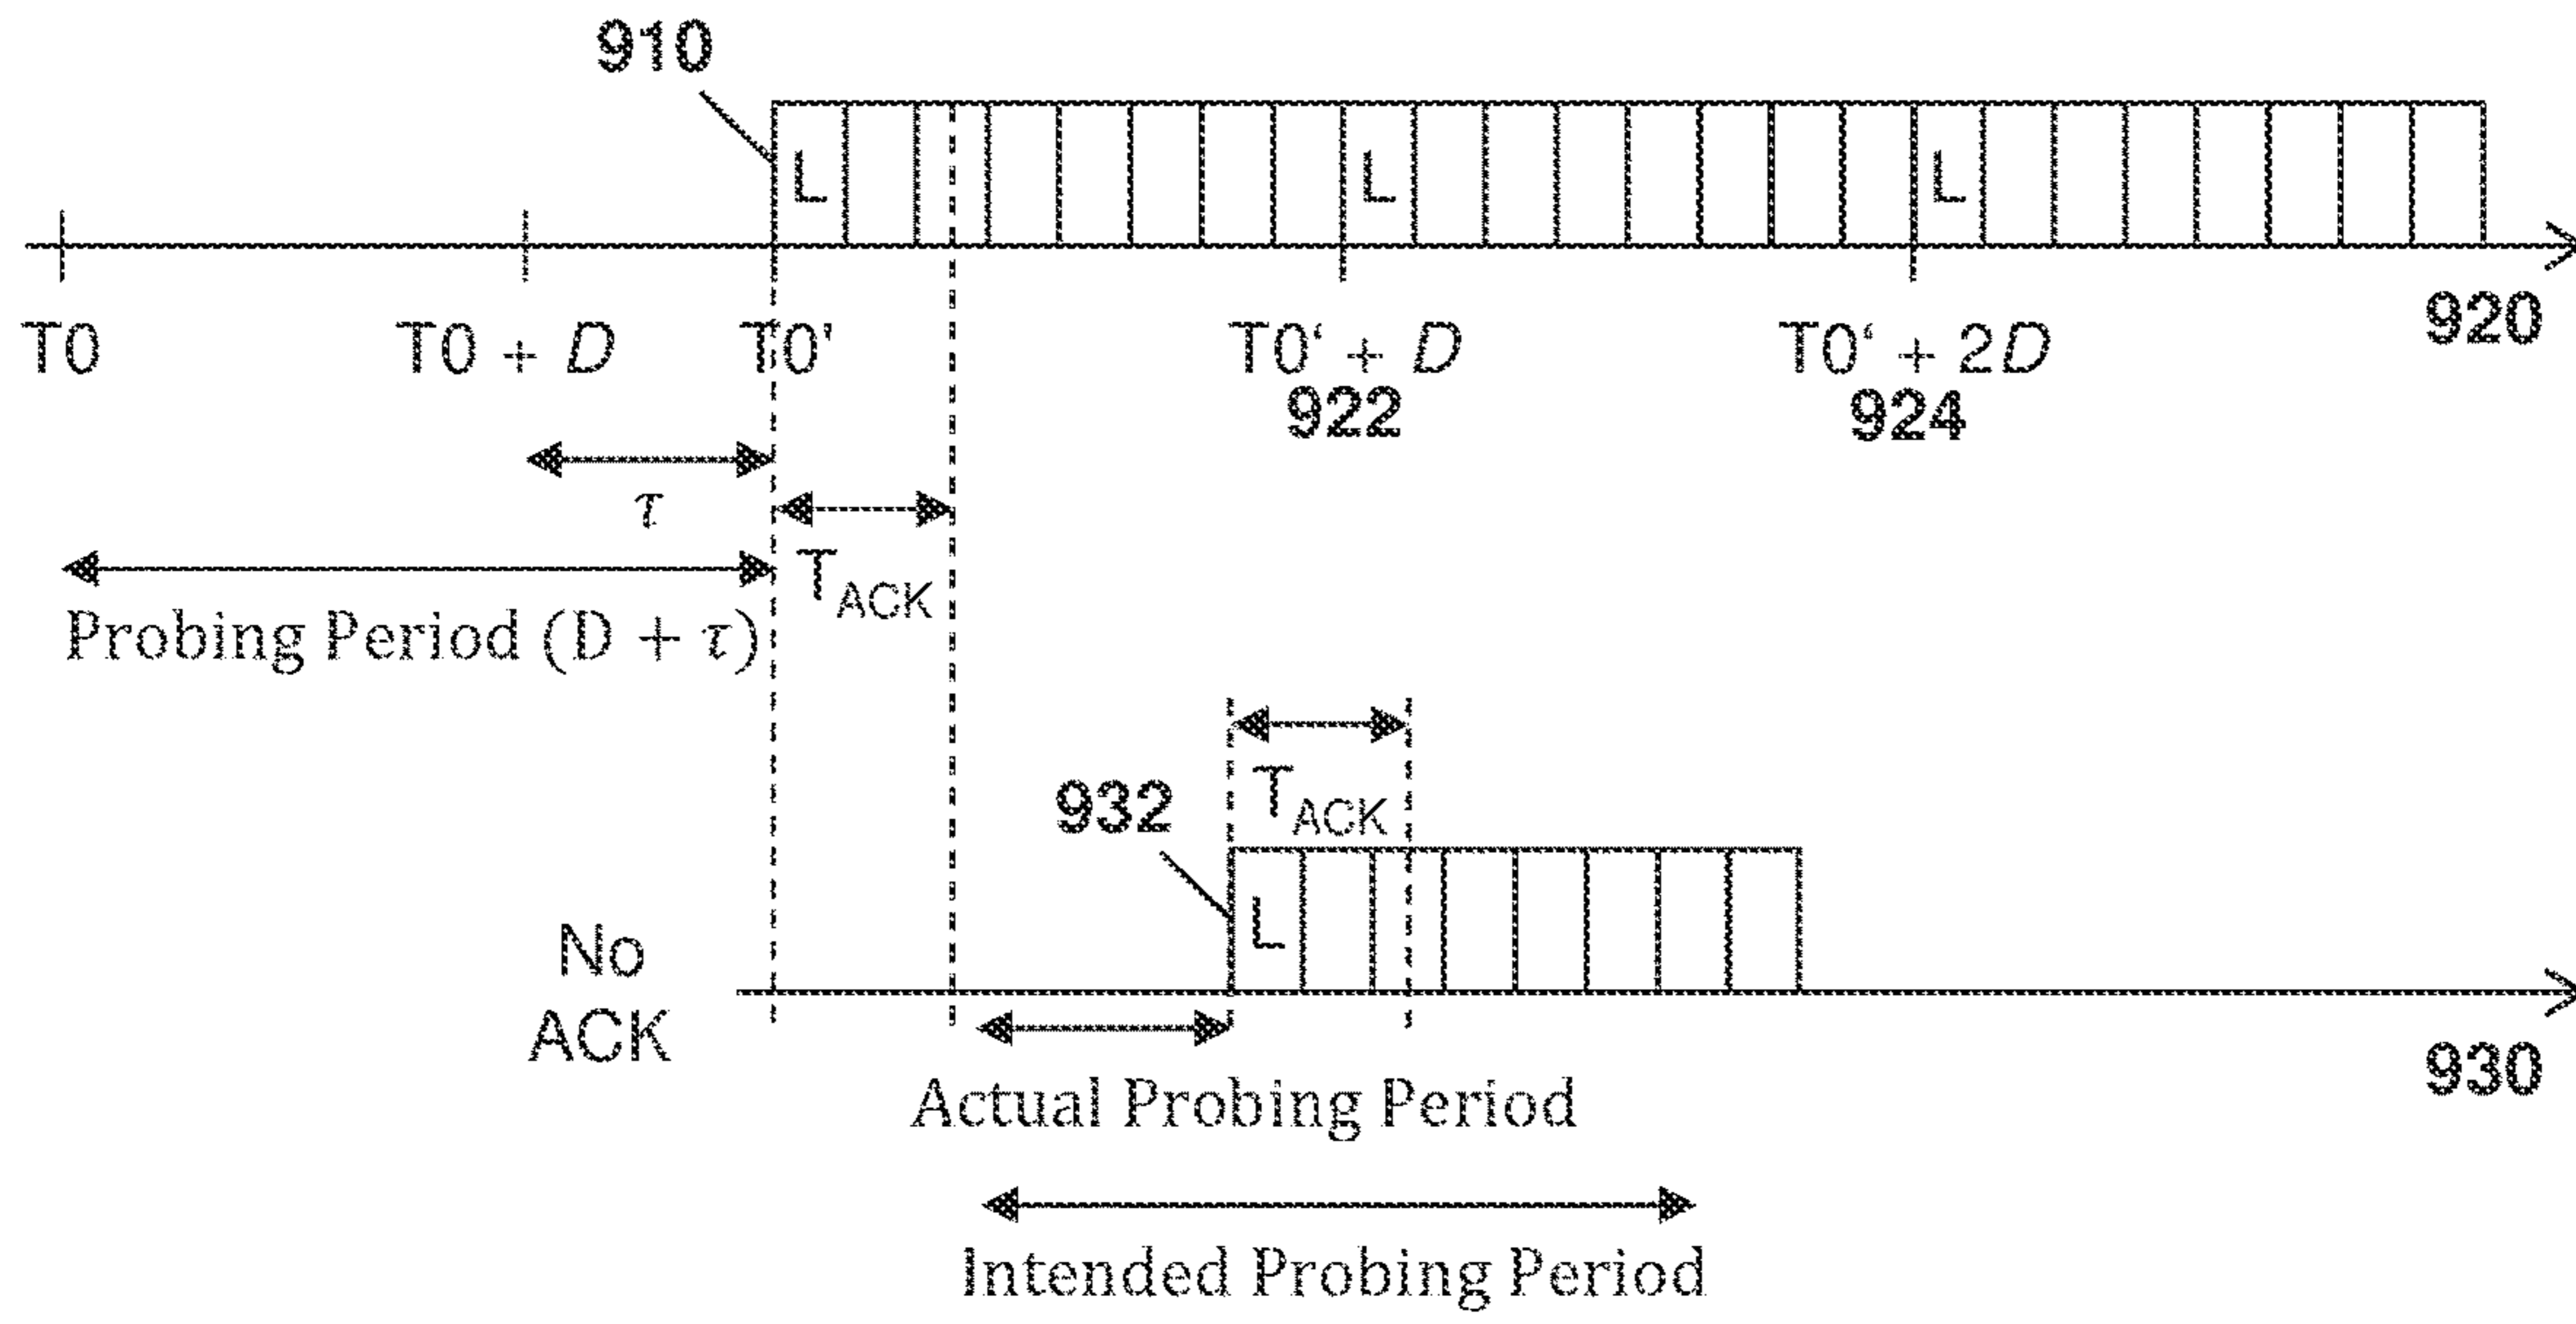 910
L L L
T0 T0 + D T0' T0‘ + D T0‘ + 2D 920
922 924
τ
T_ACK
Probing Period (D + τ)
T_ACK
932
L
No
ACK
930
Actual Probing Period
Intended Probing Period